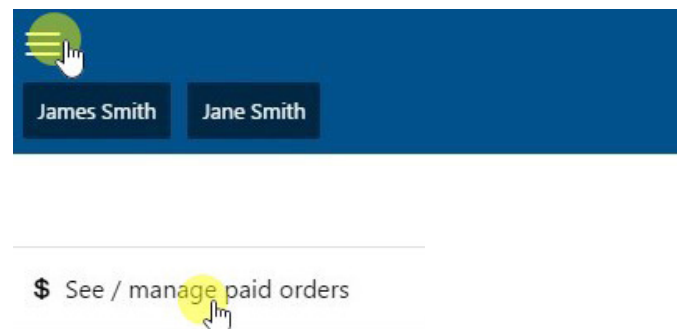 James Smith Jane Smith
$ See / manage paid orders